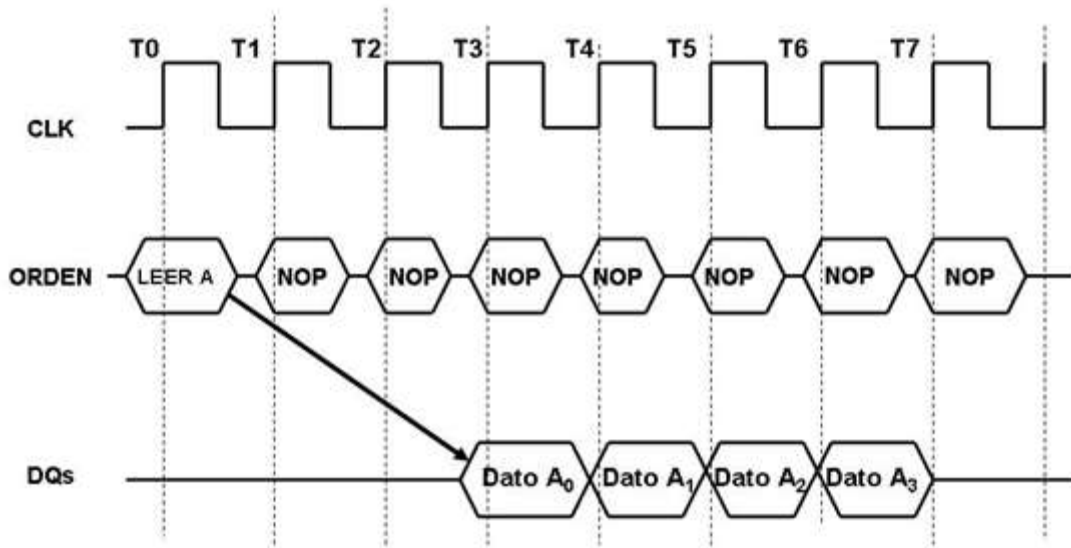 T0 T1 T2 T3 T4 T5 T6 T7
CLK
ORDEN LEER A NOP NOP NOP NOP NOP NOP NOP
DQs Dato A₀ Dato A₁ Dato A₂ Dato A₃